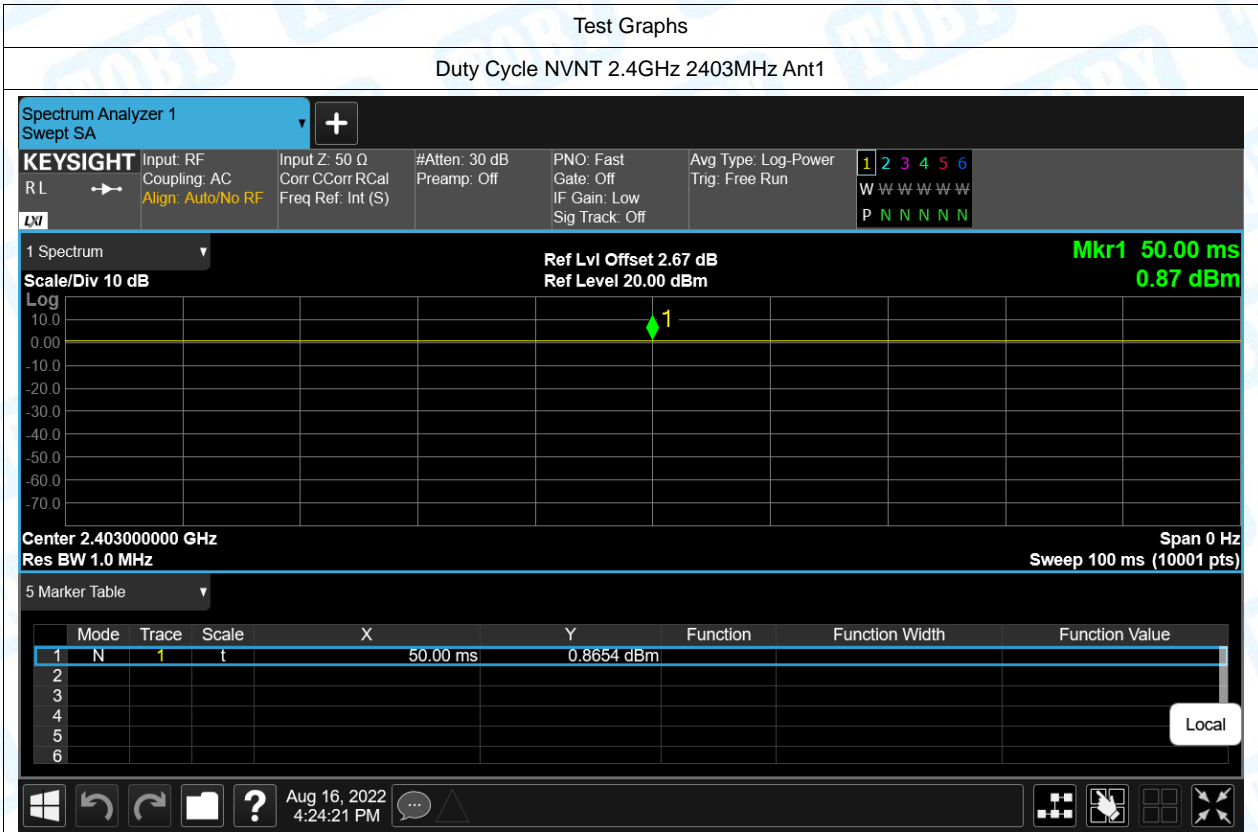 Test Graphs
Duty Cycle NVNT 2.4GHz 2403MHz Ant1
Spectrum Analyzer 1
Swept SA
KEYSIGHT
R L
LXI
Input: RF
Coupling: AC
Align: Auto/No RF
Input Z: 50 Ω
Corr CCorr RCal
Freq Ref: Int (S)
#Atten: 30 dB
Preamp: Off
PNO: Fast
Gate: Off
IF Gain: Low
Sig Track: Off
Avg Type: Log-Power
Trig: Free Run
1 2 3 4 5 6
W W W W W W
P N N N N N
1 Spectrum
Scale/Div 10 dB
Ref Lvl Offset 2.67 dB
Ref Level 20.00 dBm
Mkr1 50.00 ms
0.87 dBm
Log
10.0
0.00
-10.0
-20.0
-30.0
-40.0
-50.0
-60.0
-70.0
1
Center 2.403000000 GHz
Res BW 1.0 MHz
Span 0 Hz
Sweep 100 ms (10001 pts)
5 Marker Table
Mode Trace Scale X Y Function Function Width Function Value
1 N 1 t 50.00 ms 0.8654 dBm
2
3
4
5
6
Local
?
Aug 16, 2022
4:24:21 PM
TOBY